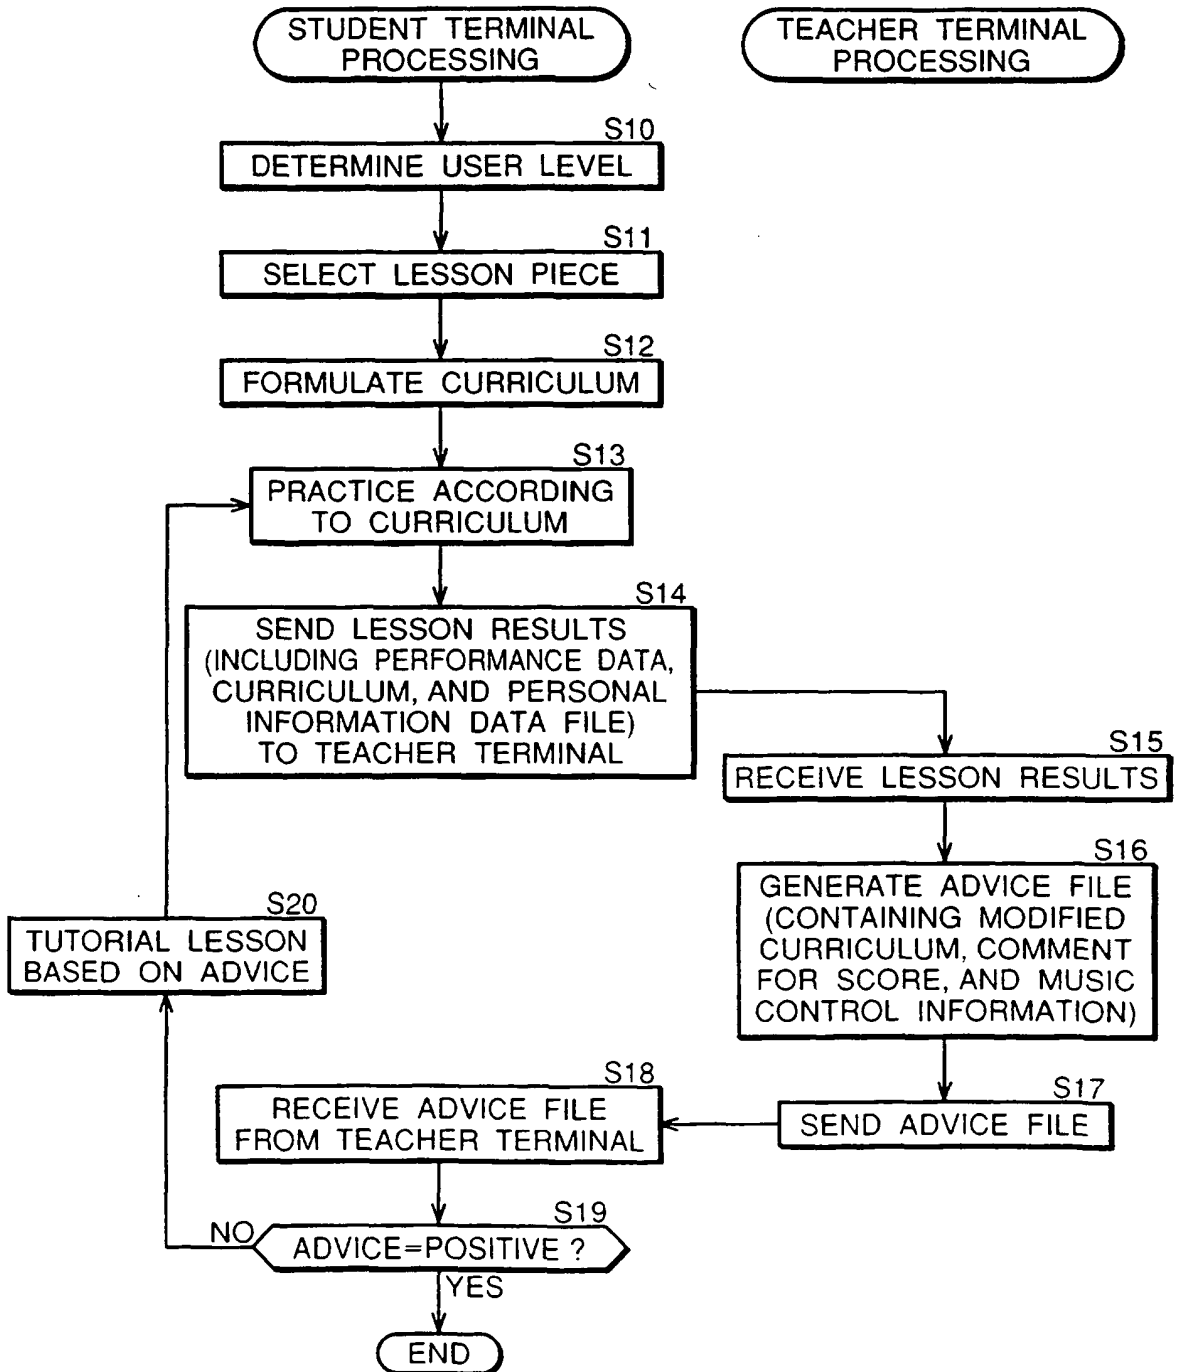 STUDENT TERMINAL
PROCESSING
TEACHER TERMINAL
PROCESSING
S10
DETERMINE USER LEVEL
S11
SELECT LESSON PIECE
S12
FORMULATE CURRICULUM
S13
PRACTICE ACCORDING
TO CURRICULUM
S14
SEND LESSON RESULTS
(INCLUDING PERFORMANCE DATA,
CURRICULUM, AND PERSONAL
INFORMATION DATA FILE)
TO TEACHER TERMINAL
S15
RECEIVE LESSON RESULTS
S16
GENERATE ADVICE FILE
(CONTAINING MODIFIED
CURRICULUM, COMMENT
FOR SCORE, AND MUSIC
CONTROL INFORMATION)
S17
SEND ADVICE FILE
S18
RECEIVE ADVICE FILE
FROM TEACHER TERMINAL
S19
ADVICE=POSITIVE ?
NO
YES
S20
TUTORIAL LESSON
BASED ON ADVICE
END